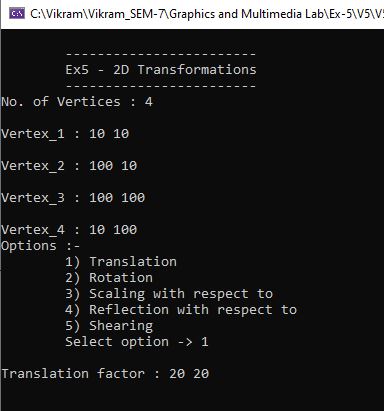 C:\Vikram\Vikram_SEM-7\Graphics and Multimedia Lab\Ex-5\V5\V5
------------------------
Ex5 - 2D Transformations
------------------------
No. of Vertices : 4
Vertex_1 : 10 10
Vertex_2 : 100 10
Vertex_3 : 100 100
Vertex_4 : 10 100
Options :-
1) Translation
2) Rotation
3) Scaling with respect to
4) Reflection with respect to
5) Shearing
Select option -> 1
Translation factor : 20 20